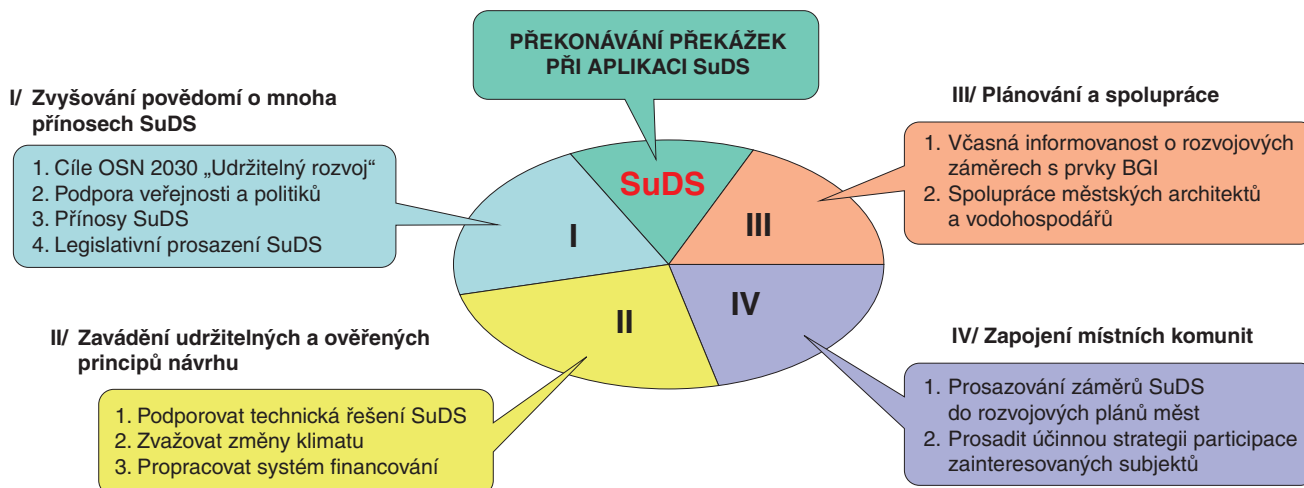 PŘEKONÁVÁNÍ PŘEKÁŽEK
PŘI APLIKACI SuDS
I/ Zvyšování povědomí o mnoha
přínosech SuDS
1. Cíle OSN 2030 „Udržitelný rozvoj“
2. Podpora veřejnosti a politiků
3. Přínosy SuDS
4. Legislativní prosazení SuDS
III/ Plánování a spolupráce
1. Včasná informovanost o rozvojových
záměrech s prvky BGI
2. Spolupráce městských architektů
a vodohospodářů
SuDS
I
III
II
IV
II/ Zavádění udržitelných a ověřených
principů návrhu
1. Podporovat technická řešení SuDS
2. Zvažovat změny klimatu
3. Propracovat systém financování
IV/ Zapojení místních komunit
1. Prosazování záměrů SuDS
do rozvojových plánů měst
2. Prosadit účinnou strategii participace
zainteresovaných subjektů